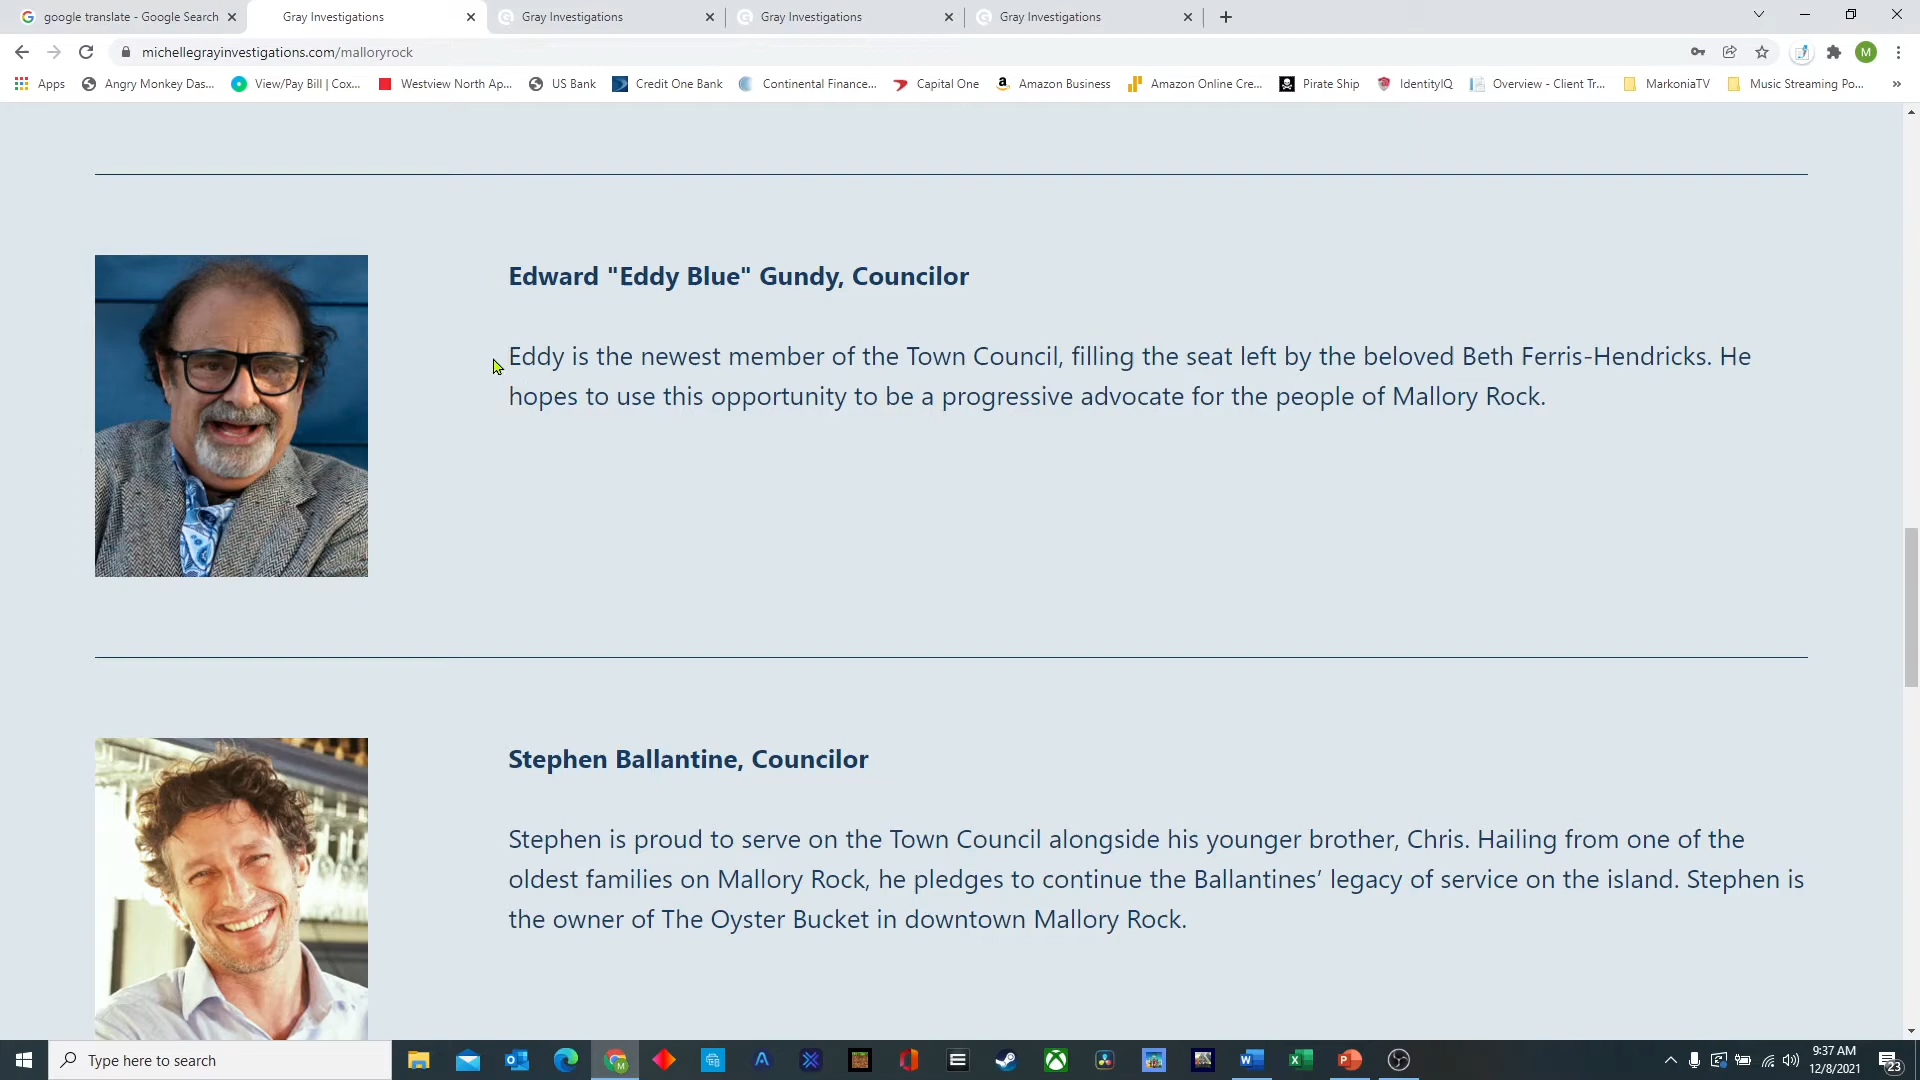 google translate - Google Search
Gray Investigations
Gray Investigations
Gray Investigations
Gray Investigations
michellegrayinvestigations.com/malloryrock
M
Apps
Angry Monkey Das...
View/Pay Bill | Cox...
Westview North Ap...
US Bank
Credit One Bank
Continental Finance...
Capital One
Amazon Business
Amazon Online Cre...
Pirate Ship
IdentityIQ
Overview - Client Tr...
MarkoniaTV
Music Streaming Po...
Edward "Eddy Blue" Gundy, Councilor
Eddy is the newest member of the Town Council, filling the seat left by the beloved Beth Ferris-Hendricks. He
hopes to use this opportunity to be a progressive advocate for the people of Mallory Rock.
Stephen Ballantine, Councilor
Stephen is proud to serve on the Town Council alongside his younger brother, Chris. Hailing from one of the
oldest families on Mallory Rock, he pledges to continue the Ballantines’ legacy of service on the island. Stephen is
the owner of The Oyster Bucket in downtown Mallory Rock.
Type here to search
9:37 AM
12/8/2021
23